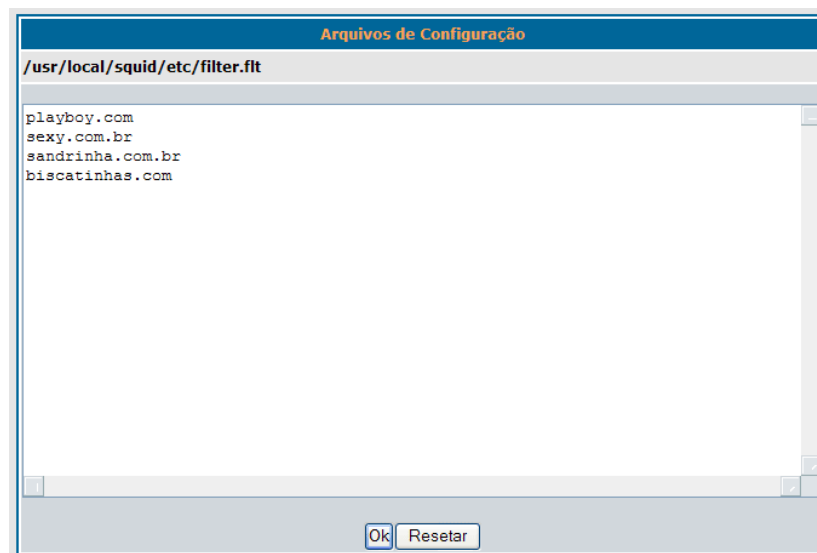 Arquivos de Configuração
/usr/local/squid/etc/filter.flt
playboy.com
sexy.com.br
sandrinha.com.br
biscatinhas.com
Ok Resetar